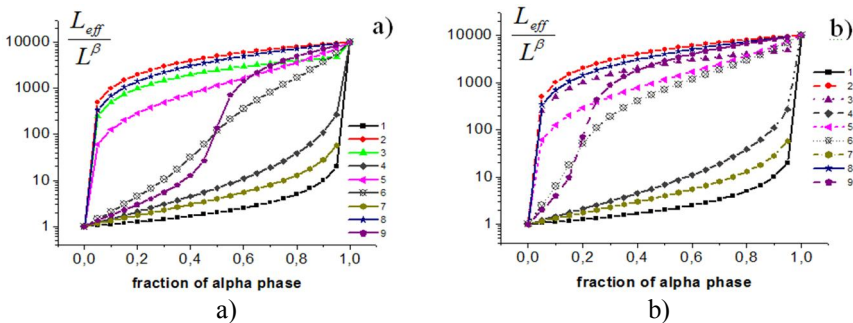 L_eff / L^β
a)
10000
1000
100
10
1
1
2
3
4
5
6
7
8
9
0,0 0,2 0,4 0,6 0,8 1,0
fraction of alpha phase
a)
L_eff / L^β
b)
10000
1000
100
10
1
1
2
3
4
5
6
7
8
9
0,0 0,2 0,4 0,6 0,8 1,0
fraction of alpha phase
b)